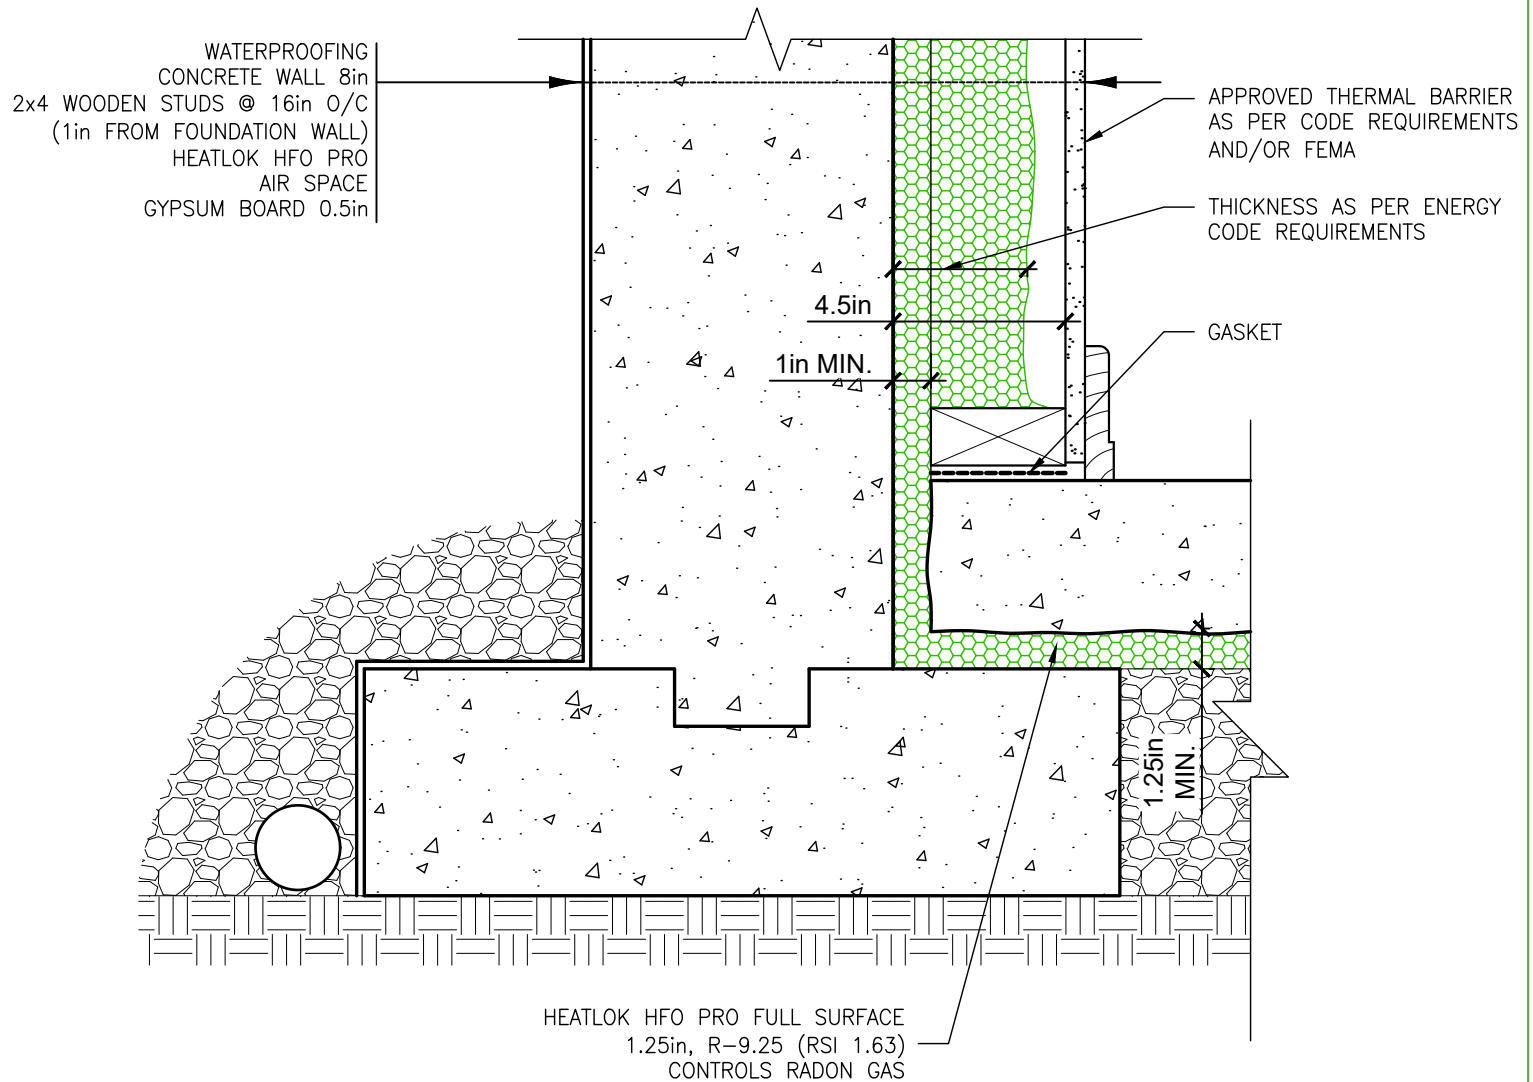 WATERPROOFING
CONCRETE WALL 8in
2x4 WOODEN STUDS @ 16in O/C
(1in FROM FOUNDATION WALL)
HEATLOK HFO PRO
AIR SPACE
GYPSUM BOARD 0.5in
APPROVED THERMAL BARRIER
AS PER CODE REQUIREMENTS
AND/OR FEMA
THICKNESS AS PER ENERGY
CODE REQUIREMENTS
4.5in
GASKET
1in MIN.
1.25in
MIN.
HEATLOK HFO PRO FULL SURFACE
1.25in, R-9.25 (RSI 1.63)
CONTROLS RADON GAS